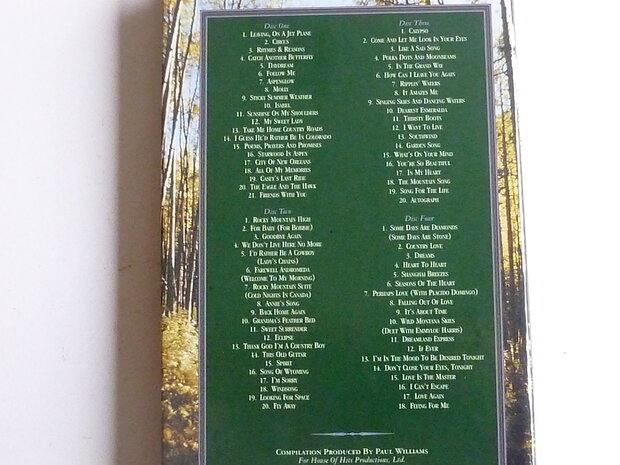 Disc One
1. Leaving, On A Jet Plane
2. Circus
3. Rhymes & Reasons
4. Catch Another Butterfly
5. Daydream
6. Follow Me
7. Aspenglow
8. Molly
9. Sticky Summer Weather
10. Isabel
11. Sunshine On My Shoulders
12. My Sweet Lady
13. Take Me Home Country Roads
14. I Guess He'd Rather Be In Colorado
15. Poems, Prayers And Promises
16. Starwood In Aspen
17. City Of New Orleans
18. All Of My Memories
19. Casey's Last Ride
20. The Eagle And The Hawk
21. Friends With You
Disc Two
1. Rocky Mountain High
2. For Baby (For Bobbie)
3. Goodbye Again
4. We Don't Live Here No More
5. I'd Rather Be A Cowboy
(Lady's Chains)
6. Farewell Andromeda
(Welcome To My Morning)
7. Rocky Mountain Suite
(Cold Nights In Canada)
8. Annie's Song
9. Back Home Again
10. Grandma's Feather Bed
11. Sweet Surrender
12. Eclipse
13. Thank God I'm A Country Boy
14. This Old Guitar
15. Spirit
16. Song Of Wyoming
17. I'm Sorry
18. Windsong
19. Looking For Space
20. Fly Away
Disc Three
1. Calypso
2. Come And Let Me Look In Your Eyes
3. Like A Sad Song
4. Polka Dots And Moonbeams
5. In The Grand Way
6. How Can I Leave You Again
7. Ripplin' Waters
8. It Amazes Me
9. Singing Skies And Dancing Waters
10. Dearest Esmeralda
11. Thirsty Boots
12. I Want To Live
13. Southwind
14. Garden Song
15. What's On Your Mind
16. You're So Beautiful
17. In My Heart
18. The Mountain Song
19. Song For The Life
20. Autograph
Disc Four
1. Some Days Are Diamonds
(Some Days Are Stone)
2. Country Love
3. Dreams
4. Heart To Heart
5. Shanghai Breezes
6. Seasons Of The Heart
7. Perhaps Love (With Placido Domingo)
8. Falling Out Of Love
9. It's About Time
10. Wild Montana Skies
(Duet With Emmylou Harris)
11. Dreamland Express
12. If Ever
13. I'm In The Mood To Be Desired Tonight
14. Don't Close Your Eyes, Tonight
15. Love Is The Master
16. I Can't Escape
17. Love Again
18. Flying For Me
Compilation Produced By Paul Williams
For House Of Hits Productions, Ltd.